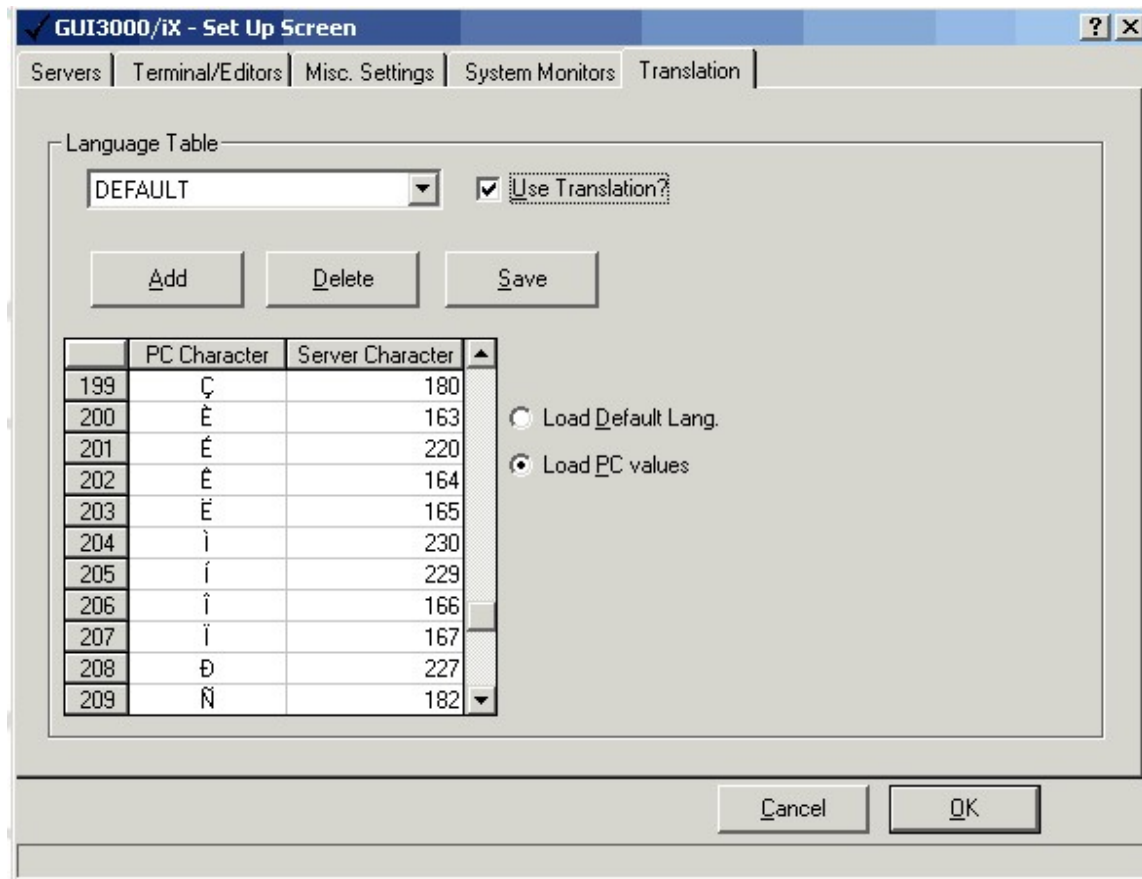 GUI3000/iX - Set Up Screen
Servers Terminal/Editors Misc. Settings System Monitors Translation
Language Table
DEFAULT Use Translation?
Add Delete Save
PC Character Server Character
199 Ç 180
200 È 163
201 É 220
202 Ê 164
203 Ë 165
204 Ì 230
205 Í 229
206 Î 166
207 Ï 167
208 Đ 227
209 Ñ 182
Load Default Lang.
Load PC values
Cancel OK